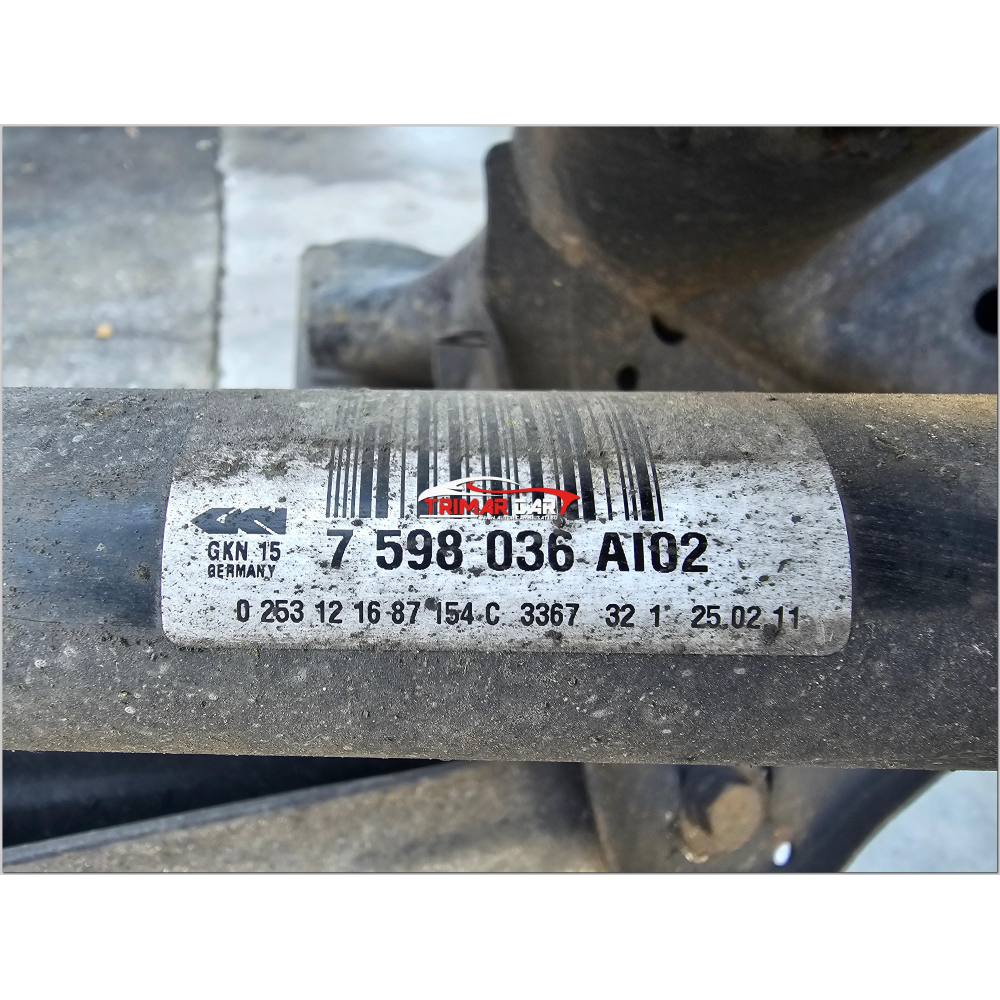 TRIMAR CAR
GKN
GKN 15
GERMANY
7 598 036 AI02
0 253 12 16 87 154 C 3367 32 1 25.02 11